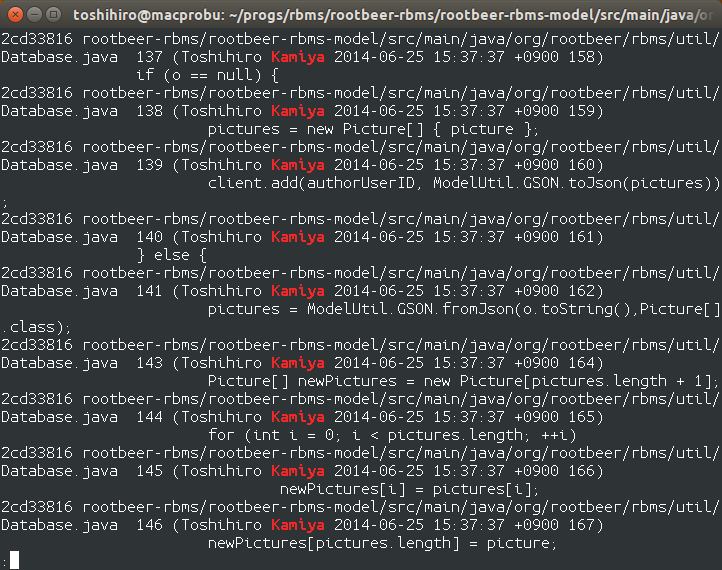 toshihiro@macprobu: ~/progs/rbms/rootbeer-rbms/rootbeer-rbms-model/src/main/java/or
2cd33816 rootbeer-rbms/rootbeer-rbms-model/src/main/java/org/rootbeer/rbms/util/
Database.java  137 (Toshihiro Kamiya 2014-06-25 15:37:37 +0900 158)
               if (o == null) {
2cd33816 rootbeer-rbms/rootbeer-rbms-model/src/main/java/org/rootbeer/rbms/util/
Database.java  138 (Toshihiro Kamiya 2014-06-25 15:37:37 +0900 159)
                       pictures = new Picture[] { picture };
2cd33816 rootbeer-rbms/rootbeer-rbms-model/src/main/java/org/rootbeer/rbms/util/
Database.java  139 (Toshihiro Kamiya 2014-06-25 15:37:37 +0900 160)
                       client.add(authorUserID, ModelUtil.GSON.toJson(pictures))
;
2cd33816 rootbeer-rbms/rootbeer-rbms-model/src/main/java/org/rootbeer/rbms/util/
Database.java  140 (Toshihiro Kamiya 2014-06-25 15:37:37 +0900 161)
               } else {
2cd33816 rootbeer-rbms/rootbeer-rbms-model/src/main/java/org/rootbeer/rbms/util/
Database.java  141 (Toshihiro Kamiya 2014-06-25 15:37:37 +0900 162)
                       pictures = ModelUtil.GSON.fromJson(o.toString(),Picture[]
.class);
2cd33816 rootbeer-rbms/rootbeer-rbms-model/src/main/java/org/rootbeer/rbms/util/
Database.java  143 (Toshihiro Kamiya 2014-06-25 15:37:37 +0900 164)
                       Picture[] newPictures = new Picture[pictures.length + 1];
2cd33816 rootbeer-rbms/rootbeer-rbms-model/src/main/java/org/rootbeer/rbms/util/
Database.java  144 (Toshihiro Kamiya 2014-06-25 15:37:37 +0900 165)
                       for (int i = 0; i < pictures.length; ++i)
2cd33816 rootbeer-rbms/rootbeer-rbms-model/src/main/java/org/rootbeer/rbms/util/
Database.java  145 (Toshihiro Kamiya 2014-06-25 15:37:37 +0900 166)
                               newPictures[i] = pictures[i];
2cd33816 rootbeer-rbms/rootbeer-rbms-model/src/main/java/org/rootbeer/rbms/util/
Database.java  146 (Toshihiro Kamiya 2014-06-25 15:37:37 +0900 167)
                       newPictures[pictures.length] = picture;
: